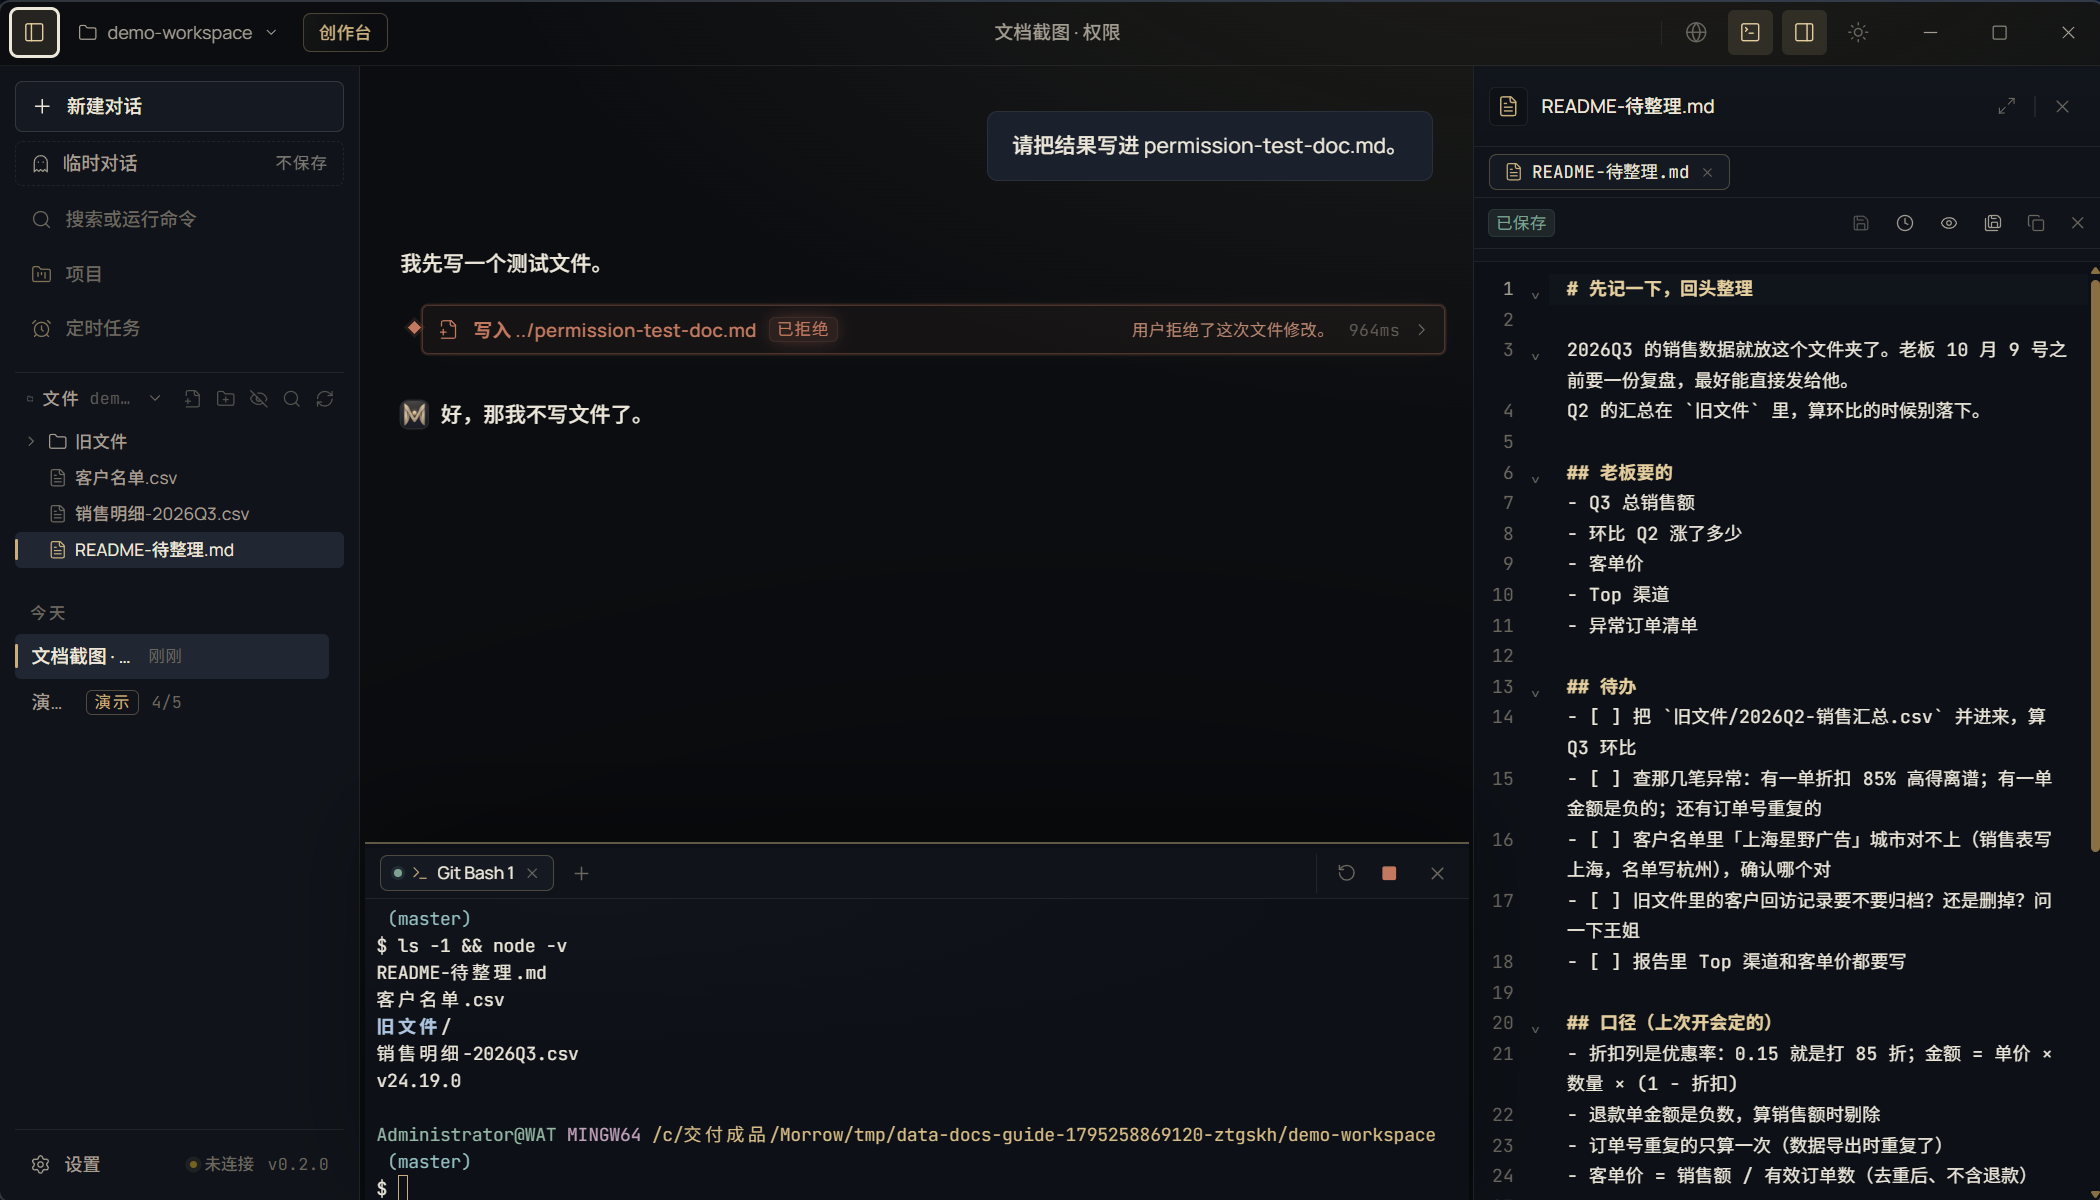 demo-workspace
创作台
文档截图 · 权限
新建对话
临时对话 不保存
搜索或运行命令
项目
定时任务
文件 dem...
旧文件
客户名单.csv
销售明细-2026Q3.csv
README-待整理.md
今天
文档截图 · ... 刚刚
演... 演示 4/5
设置 未连接 v0.2.0
请把结果写进 permission-test-doc.md。
我先写一个测试文件。
写入 ../permission-test-doc.md 已拒绝 用户拒绝了这次文件修改。 964ms
好，那我不写文件了。
Git Bash 1
(master)
$ ls -1 && node -v
README-待整理.md
客户名单.csv
旧文件/
销售明细-2026Q3.csv
v24.19.0
Administrator@WAT MINGW64 /c/交付成品/Morrow/tmp/data-docs-guide-1795258869120-ztgskh/demo-workspace
(master)
$
README-待整理.md
README-待整理.md
已保存
1 # 先记一下，回头整理
2
3 2026Q3 的销售数据就放这个文件夹了。老板 10 月 9 号之
前要一份复盘，最好能直接发给他。
4 Q2 的汇总在 `旧文件` 里，算环比的时候别落下。
5
6 ## 老板要的
7 - Q3 总销售额
8 - 环比 Q2 涨了多少
9 - 客单价
10 - Top 渠道
11 - 异常订单清单
12
13 ## 待办
14 - [ ] 把 `旧文件/2026Q2-销售汇总.csv` 并进来，算
Q3 环比
15 - [ ] 查那几笔异常：有一单折扣 85% 高得离谱；有一单
金额是负的；还有订单号重复的
16 - [ ] 客户名单里「上海星野广告」城市对不上（销售表写
上海，名单写杭州），确认哪个对
17 - [ ] 旧文件里的客户回访记录要不要归档？还是删掉？问
一下王姐
18 - [ ] 报告里 Top 渠道和客单价都要写
19
20 ## 口径（上次开会定的）
21 - 折扣列是优惠率：0.15 就是打 85 折；金额 = 单价 ×
数量 × (1 - 折扣)
22 - 退款单金额是负数，算销售额时剔除
23 - 订单号重复的只算一次（数据导出时重复了）
24 - 客单价 = 销售额 / 有效订单数（去重后、不含退款）